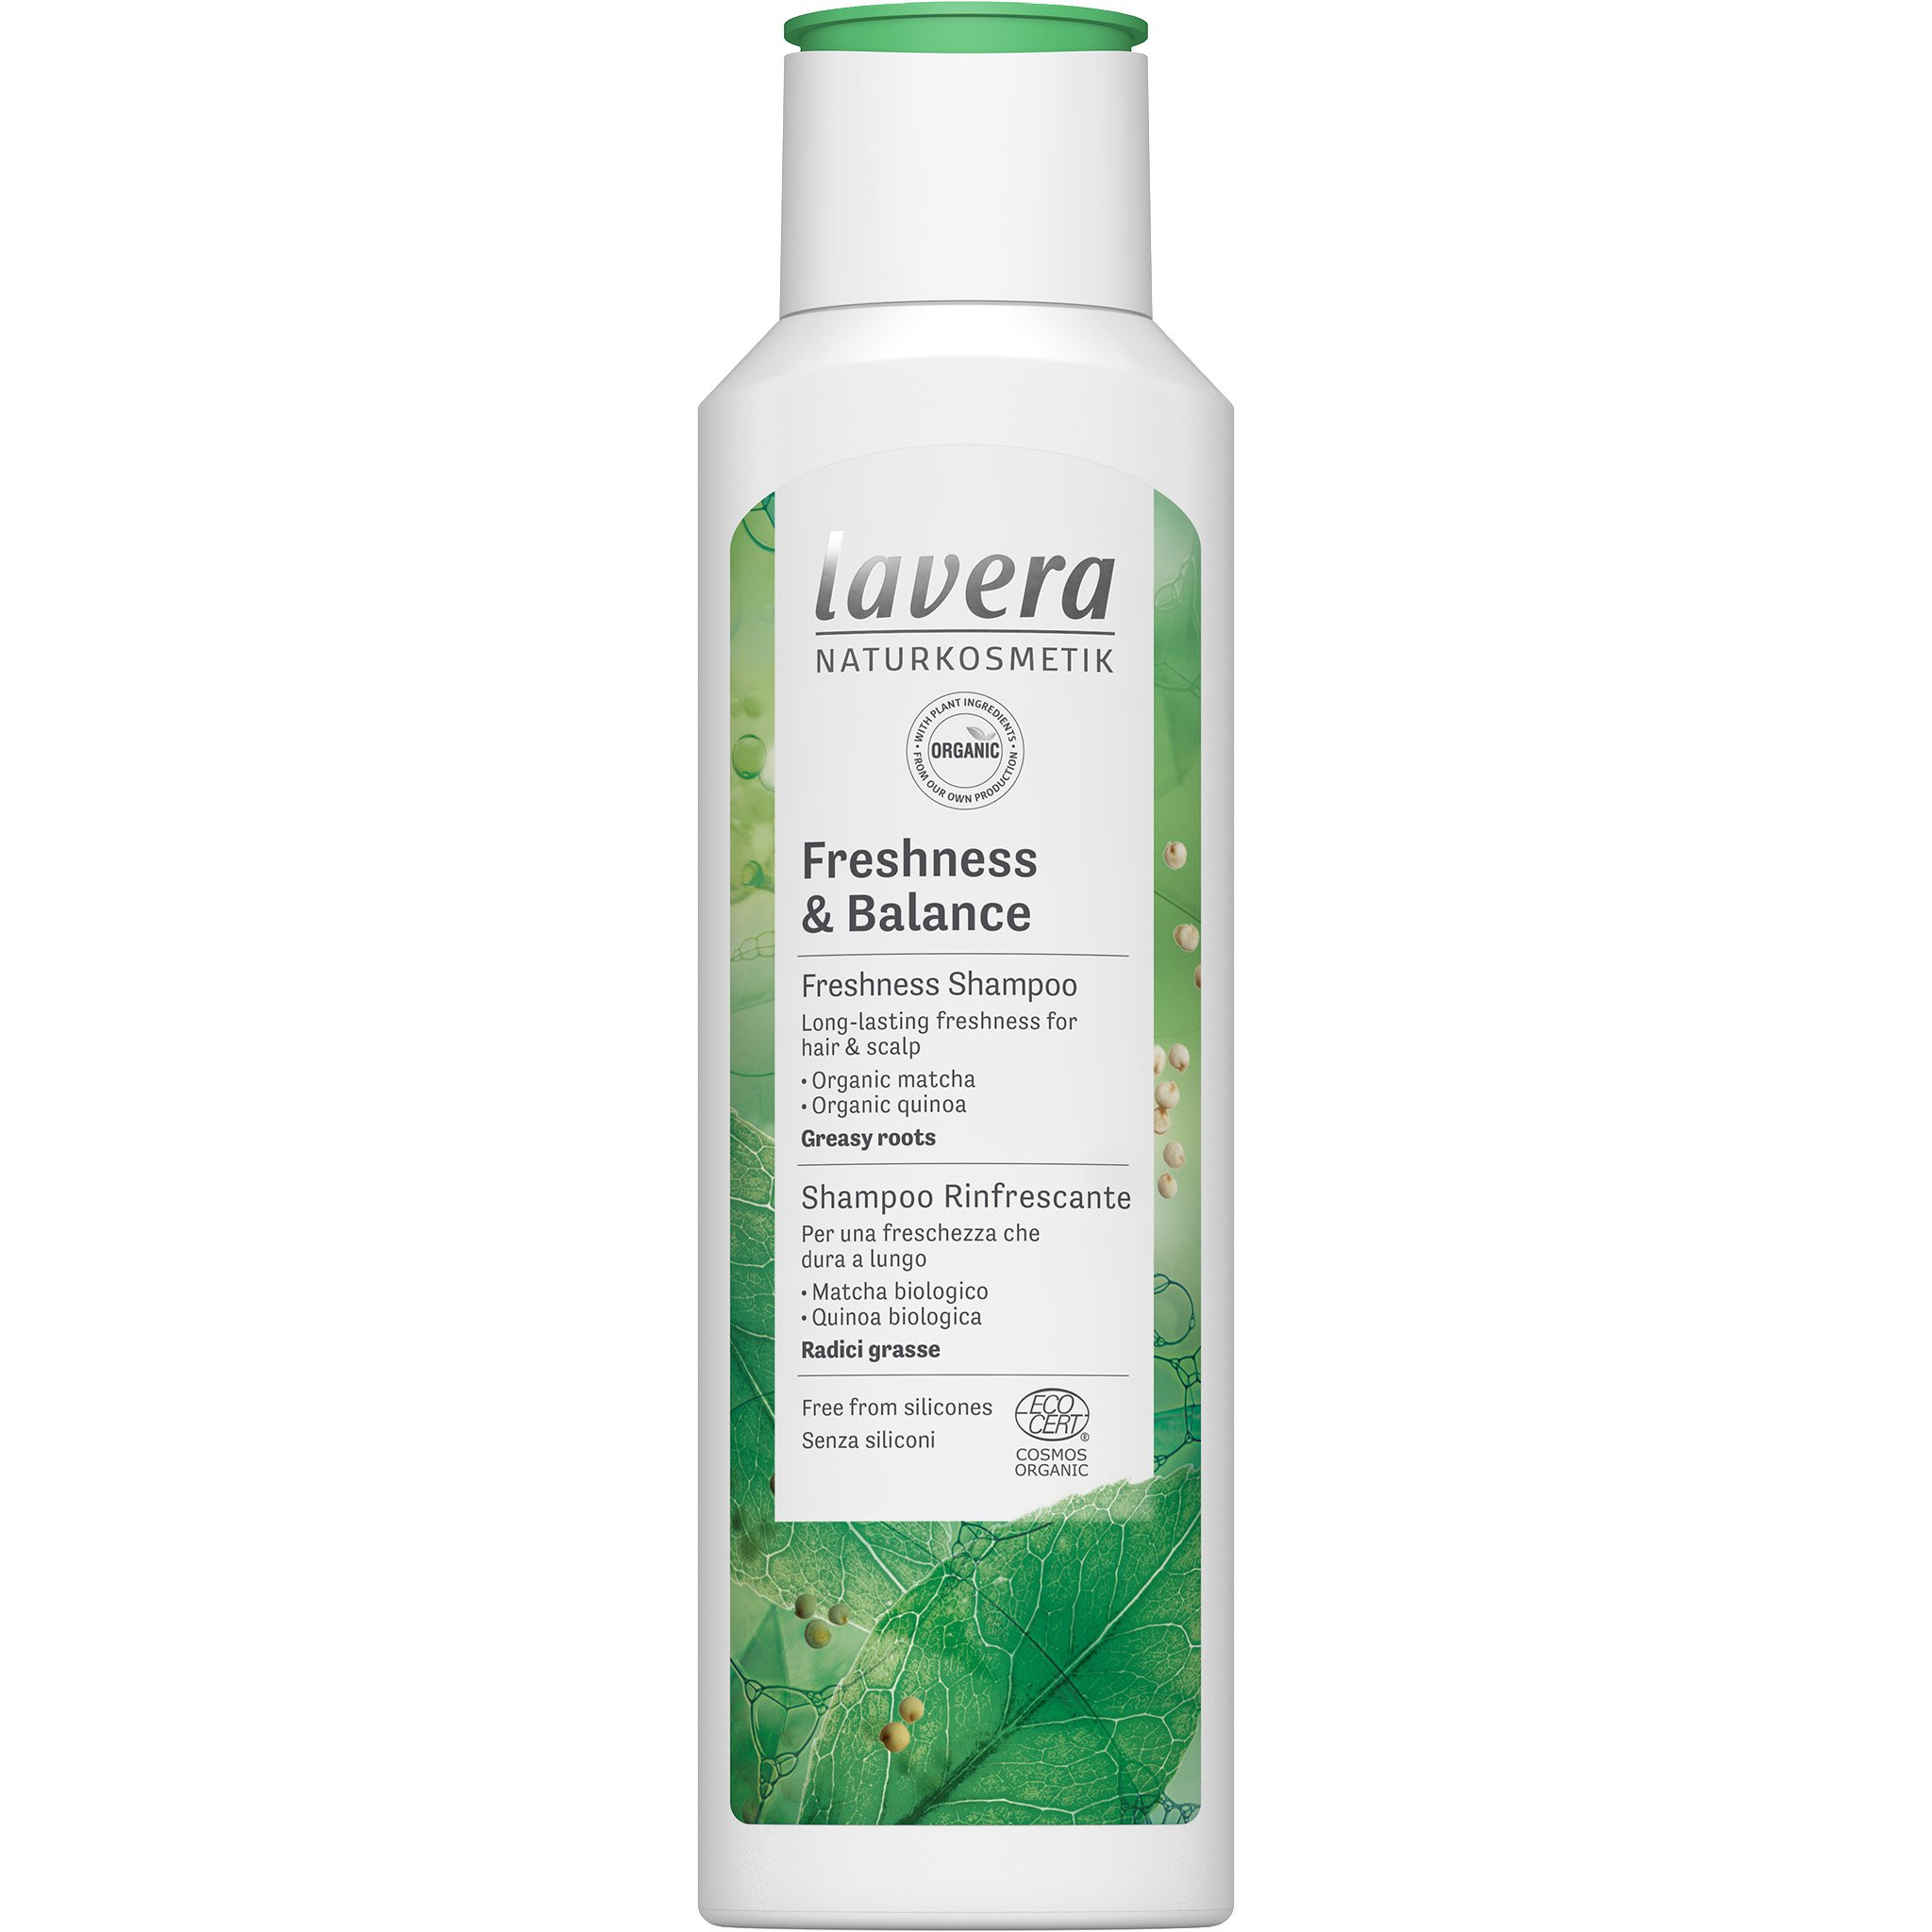 lavera
NATURKOSMETIK
• WITH PLANT INGREDIENTS •
ORGANIC
FROM OUR OWN PRODUCTION
Freshness
& Balance
Freshness Shampoo
Long-lasting freshness for
hair & scalp
• Organic matcha
• Organic quinoa
Greasy roots
Shampoo Rinfrescante
Per una freschezza che
dura a lungo
• Matcha biologico
• Quinoa biologica
Radici grasse
Free from silicones
Senza siliconi
ECO
CERT®
COSMOS
ORGANIC